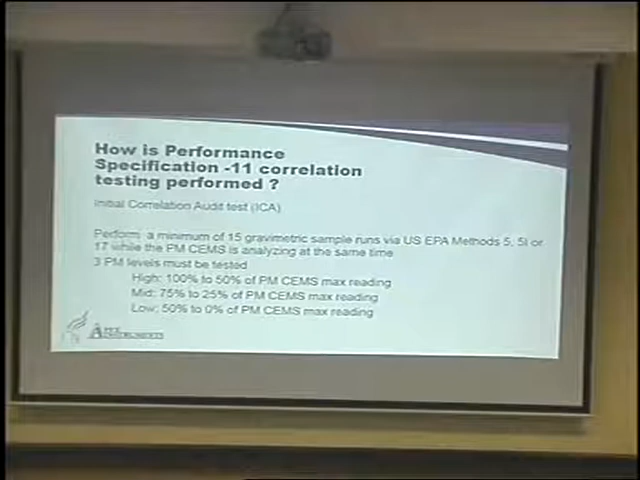 How is Performance
Specification -11 correlation
testing performed ?
Initial Correlation Audit test (ICA)
Perform a minimum of 15 gravimetric sample runs via US EPA Methods 5, 5I or
17 while the PM CEMS is analyzing at the same time
3 PM levels must be tested
High: 100% to 50% of PM CEMS max reading
Mid: 75% to 25% of PM CEMS max reading
Low: 50% to 0% of PM CEMS max reading
APEX
INSTRUMENTS